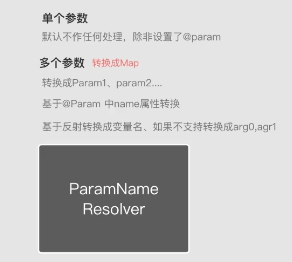 单个参数
默认不作任何处理，除非设置了@param
多个参数 转换成Map
转换成Param1、param2....
基于@Param 中name属性转换
基于反射转换成变量名、如果不支持转换成arg0,agr1
ParamName
Resolver